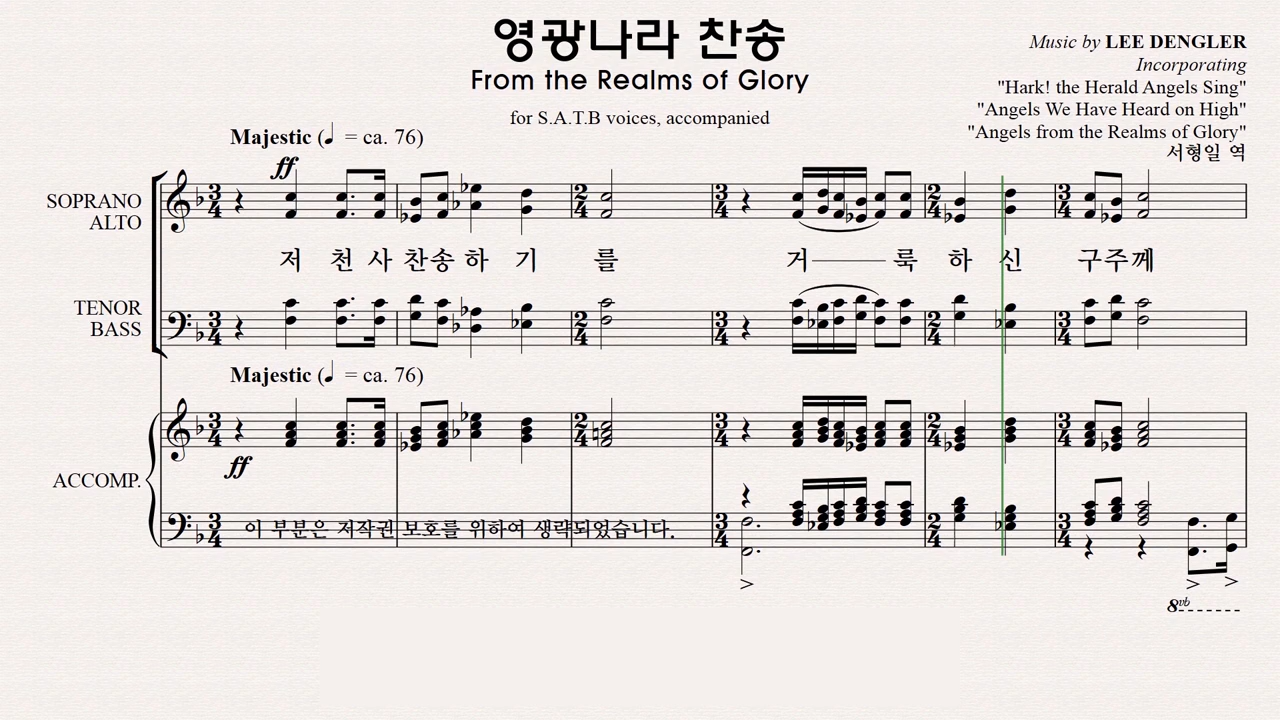 영광나라 찬송
From the Realms of Glory
for S.A.T.B voices, accompanied
Music by LEE DENGLER
Incorporating
"Hark! the Herald Angels Sing"
"Angels We Have Heard on High"
"Angels from the Realms of Glory"
서형일 역
Majestic (♩ = ca. 76)
ff
SOPRANO
ALTO
저 천 사 찬송 하 기 를 거 룩 하 신 구주께
TENOR
BASS
Majestic (♩ = ca. 76)
ff
ACCOMP.
이 부분은 저작권 보호를 위하여 생략되었습니다.
8vb